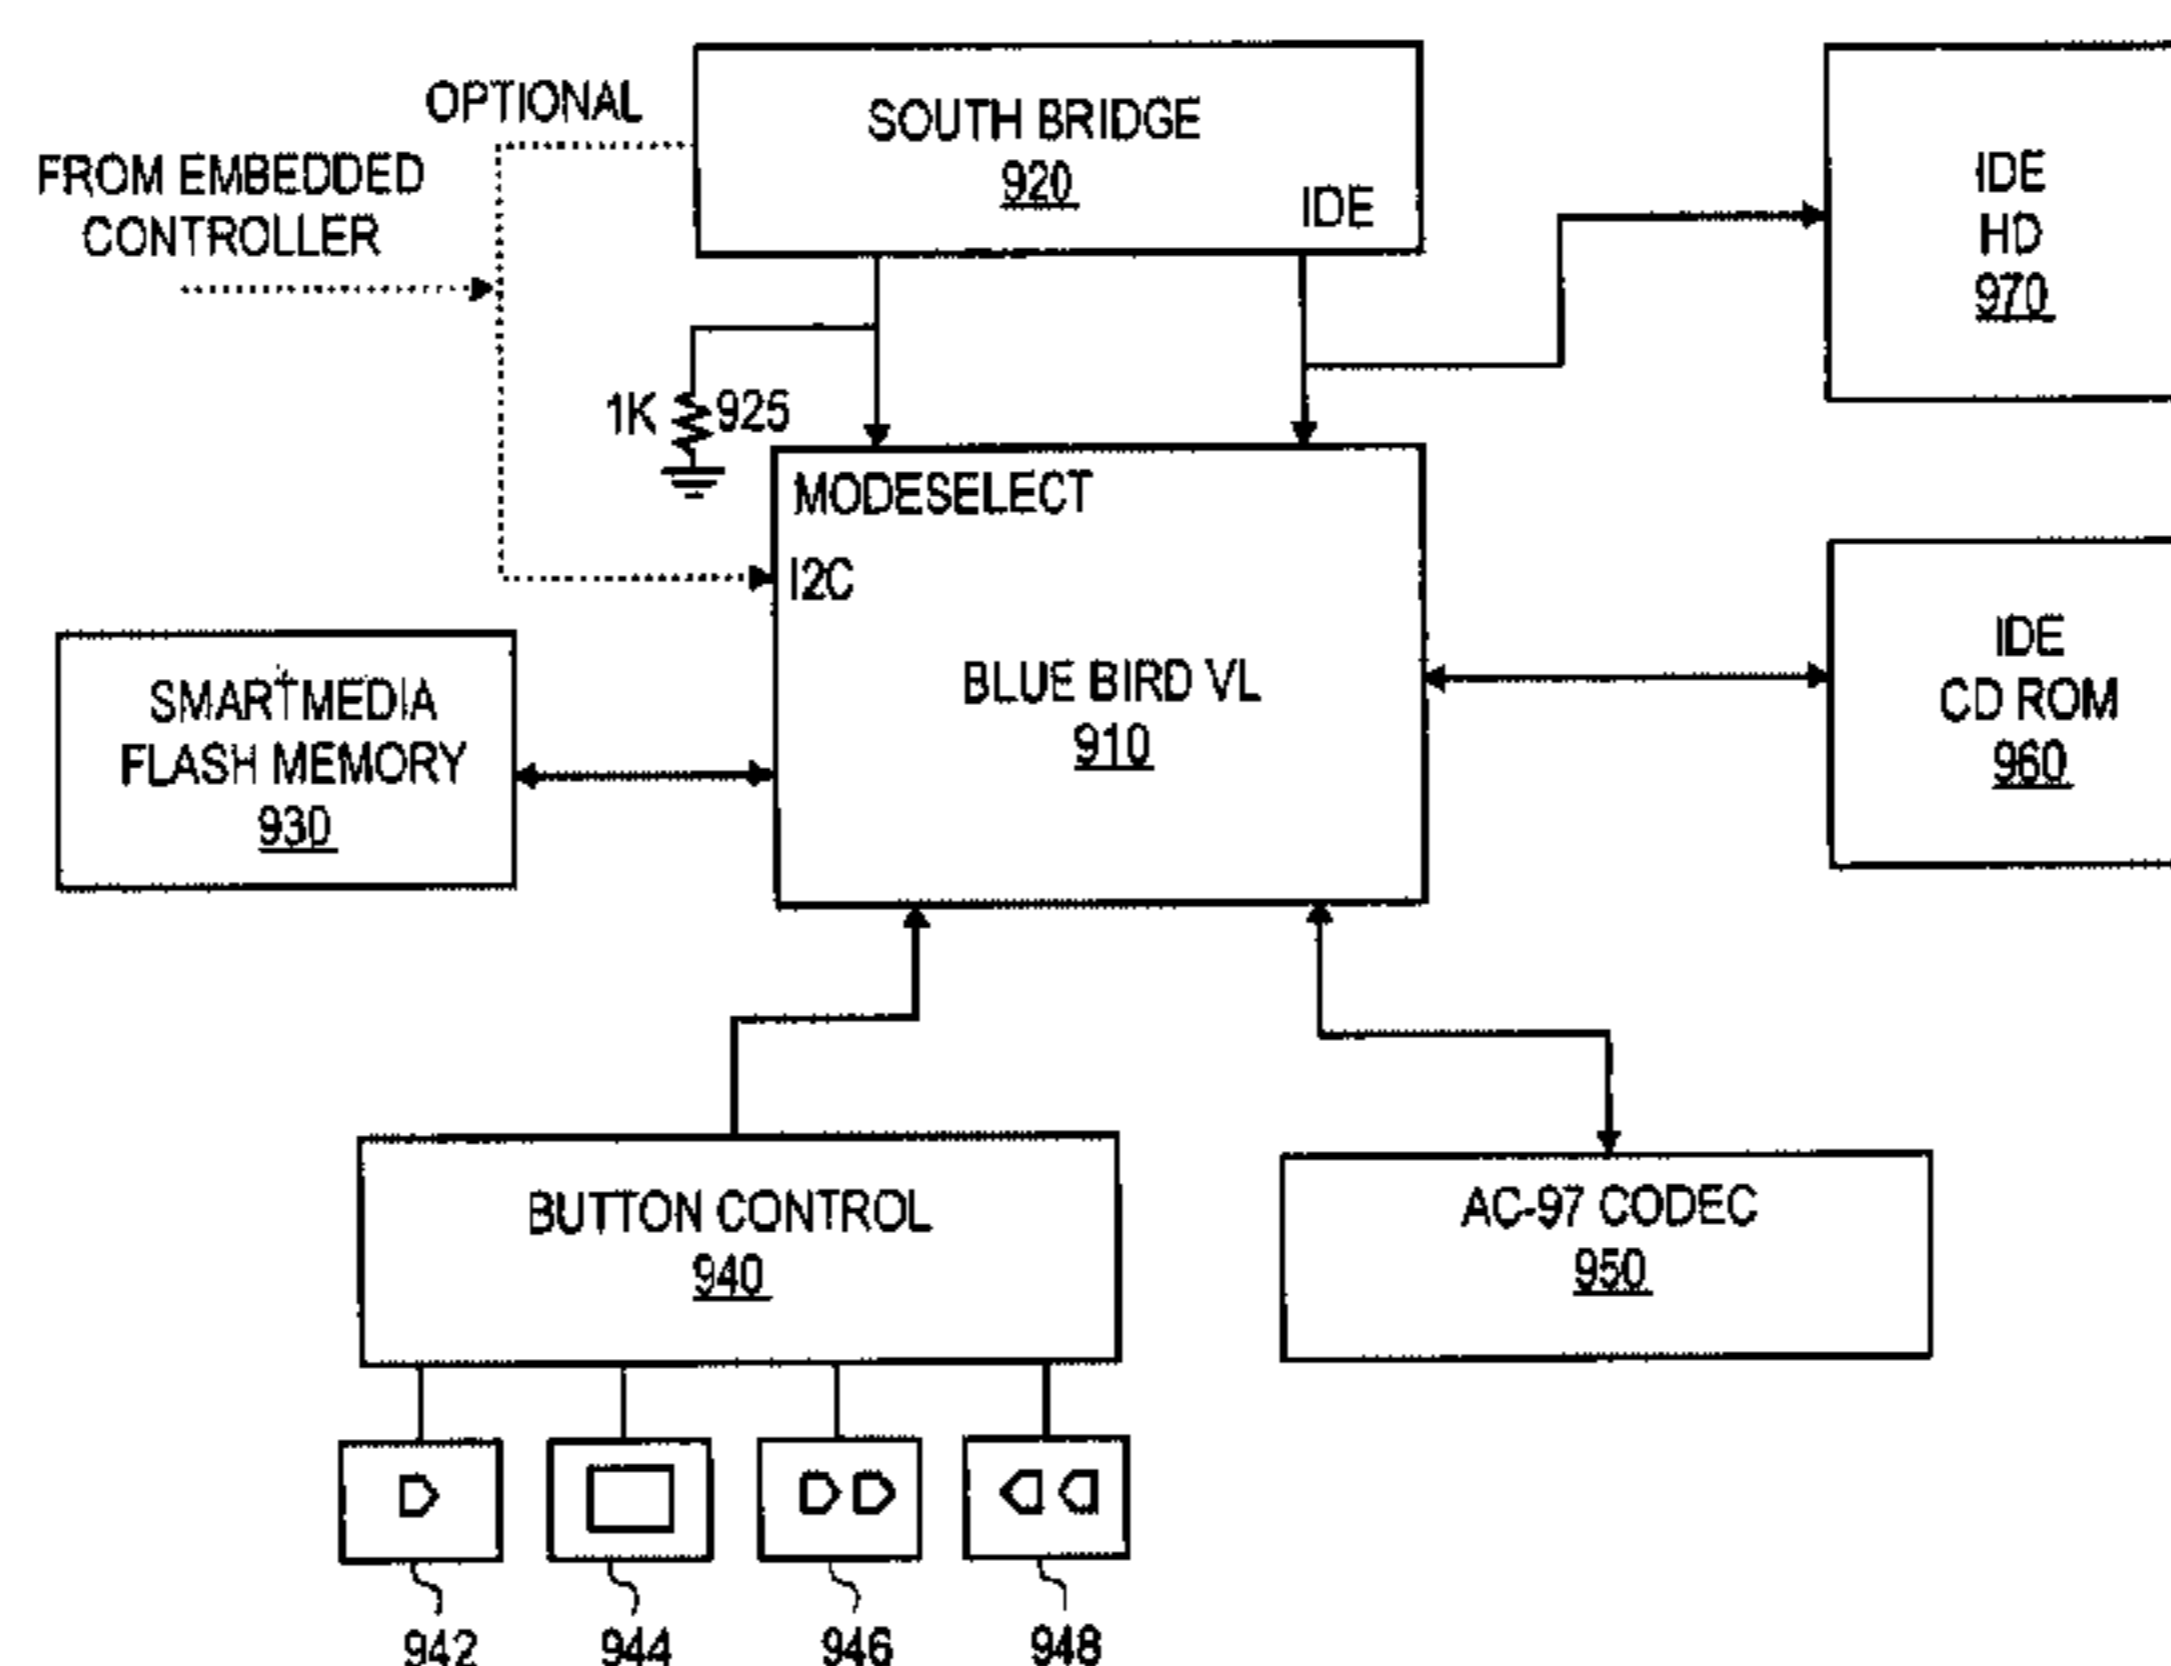 OPTIONAL
FROM EMBEDDED
CONTROLLER
SOUTH BRIDGE
920
IDE
IDE
HD
970
1K
925
MODESELECT
I2C
BLUE BIRD VL
910
SMARTMEDIA
FLASH MEMORY
930
IDE
CD ROM
960
BUTTON CONTROL
940
AC-97 CODEC
950
942
944
946
948